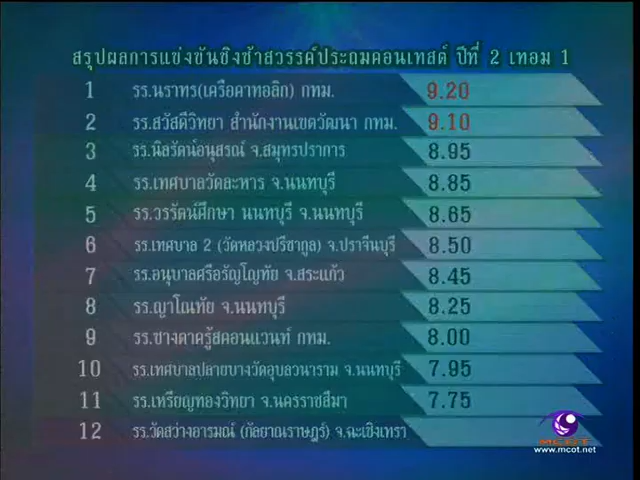 สรุปผลการแข่งขันชิงช้าสวรรค์ประถมคอนเทสต์ ปีที่ 2 เทอม 1
1 รร.นราทร(เครือคาทอลิก) กทม. 9.20
2 รร.สวัสดีวิทยา สำนักงานเขตวัฒนา กทม. 9.10
3 รร.นิลรัตน์อนุสรณ์ จ.สมุทรปราการ 8.95
4 รร.เทศบาลวัดละหาร จ.นนทบุรี 8.85
5 รร.วรรัตน์ศึกษา นนทบุรี จ.นนทบุรี 8.65
6 รร.เทศบาล 2 (วัดหลวงปรีชากูล) จ.ปราจีนบุรี 8.50
7 รร.อนุบาลศรีอรัญโญทัย จ.สระแก้ว 8.45
8 รร.ญาโณทัย จ.นนทบุรี 8.25
9 รร.ซางตาครู้สคอนแวนท์ กทม. 8.00
10 รร.เทศบาลปลายบางวัดอุบลวนาราม จ.นนทบุรี 7.95
11 รร.เหรียญทองวิทยา จ.นครราชสีมา 7.75
12 รร.วัดสว่างอารมณ์ (กัลยาณราษฎร์) จ.ฉะเชิงเทรา
MCOT
www.mcot.net